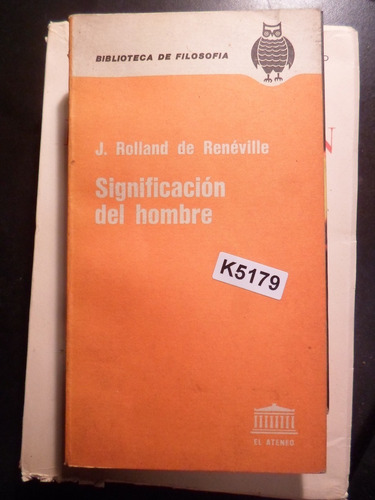 BIBLIOTECA DE FILOSOFIA
J. Rolland de Renéville
Significación
del hombre
K5179
EL ATENEO